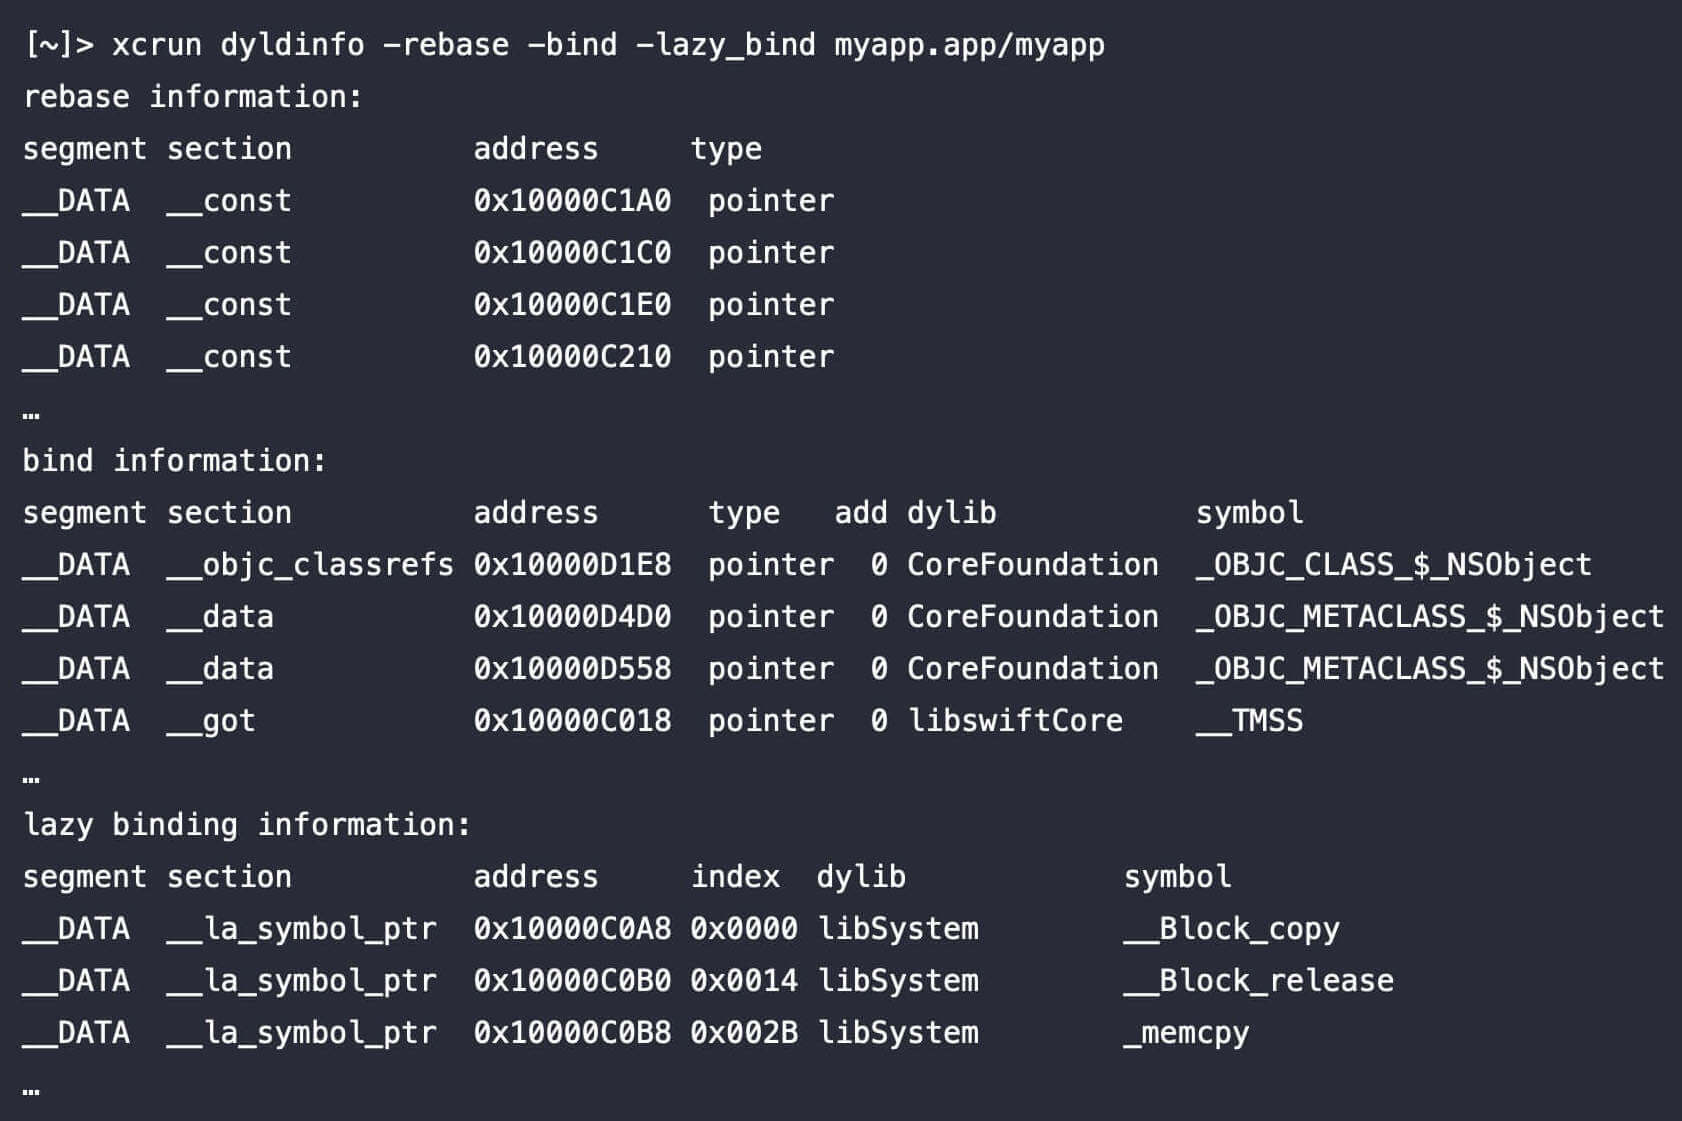 [~]> xcrun dyldinfo -rebase -bind -lazy_bind myapp.app/myapp
rebase information:
segment section          address     type
__DATA  __const          0x10000C1A0  pointer
__DATA  __const          0x10000C1C0  pointer
__DATA  __const          0x10000C1E0  pointer
__DATA  __const          0x10000C210  pointer
…
bind information:
segment section          address      type   add dylib           symbol
__DATA  __objc_classrefs 0x10000D1E8  pointer  0 CoreFoundation  _OBJC_CLASS_$_NSObject
__DATA  __data           0x10000D4D0  pointer  0 CoreFoundation  _OBJC_METACLASS_$_NSObject
__DATA  __data           0x10000D558  pointer  0 CoreFoundation  _OBJC_METACLASS_$_NSObject
__DATA  __got            0x10000C018  pointer  0 libswiftCore    __TMSS
…
lazy binding information:
segment section          address     index  dylib            symbol
__DATA  __la_symbol_ptr  0x10000C0A8 0x0000 libSystem        __Block_copy
__DATA  __la_symbol_ptr  0x10000C0B0 0x0014 libSystem        __Block_release
__DATA  __la_symbol_ptr  0x10000C0B8 0x002B libSystem        _memcpy
…